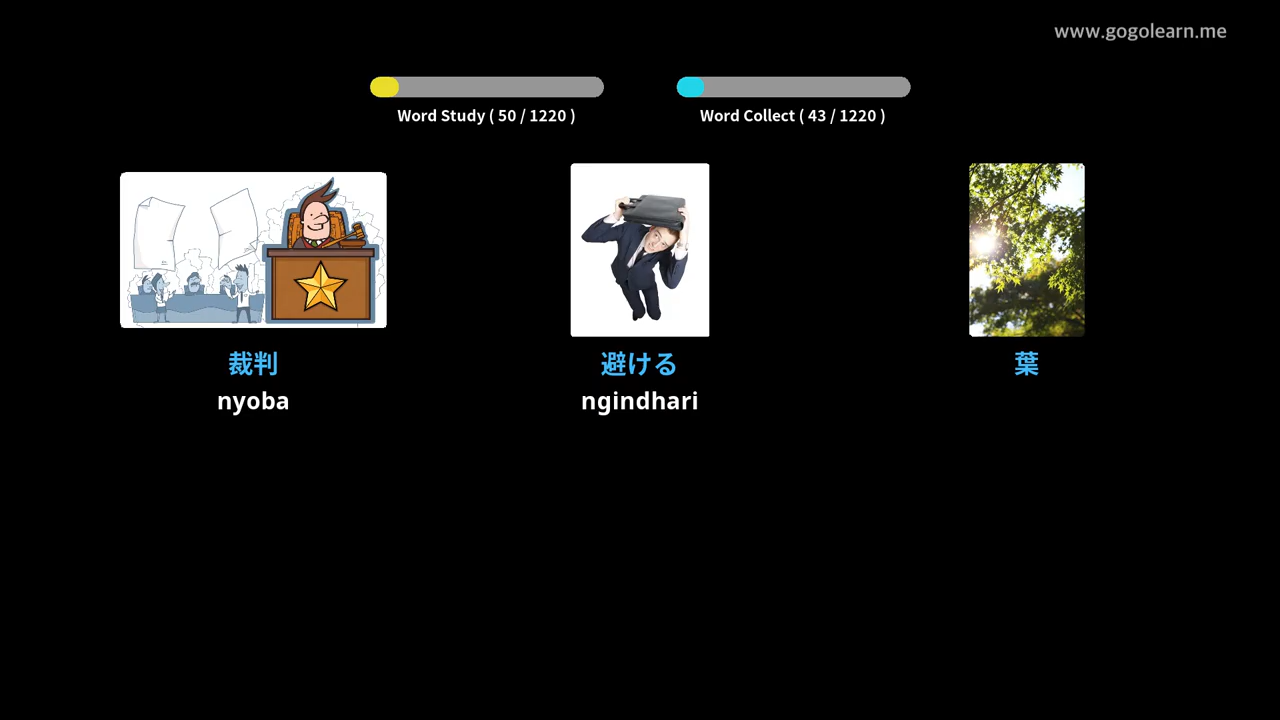 www.gogolearn.me
Word Study ( 50 / 1220 )
Word Collect ( 43 / 1220 )
裁判
nyoba
避ける
ngindhari
葉